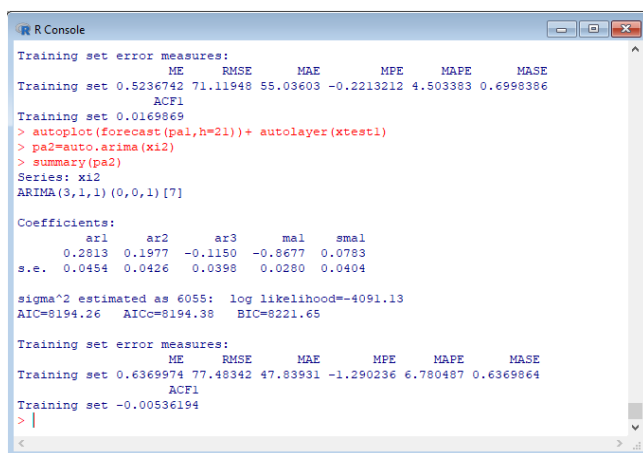 R Console
Training set error measures:
ME RMSE MAE MPE MAPE MASE
Training set 0.5236742 71.11948 55.03603 -0.2213212 4.503383 0.6998386
ACF1
Training set 0.0169869
> autoplot(forecast(pa1,h=21))+ autolayer(xtest1)
> pa2=auto.arima(xi2)
> summary(pa2)
Series: xi2
ARIMA(3,1,1)(0,0,1)[7]
Coefficients:
ar1 ar2 ar3 ma1 sma1
0.2813 0.1977 -0.1150 -0.8677 0.0783
s.e. 0.0454 0.0426 0.0398 0.0280 0.0404
sigma^2 estimated as 6055: log likelihood=-4091.13
AIC=8194.26 AICc=8194.38 BIC=8221.65
Training set error measures:
ME RMSE MAE MPE MAPE MASE
Training set 0.6369974 77.48342 47.83931 -1.290236 6.780487 0.6369864
ACF1
Training set -0.00536194
>